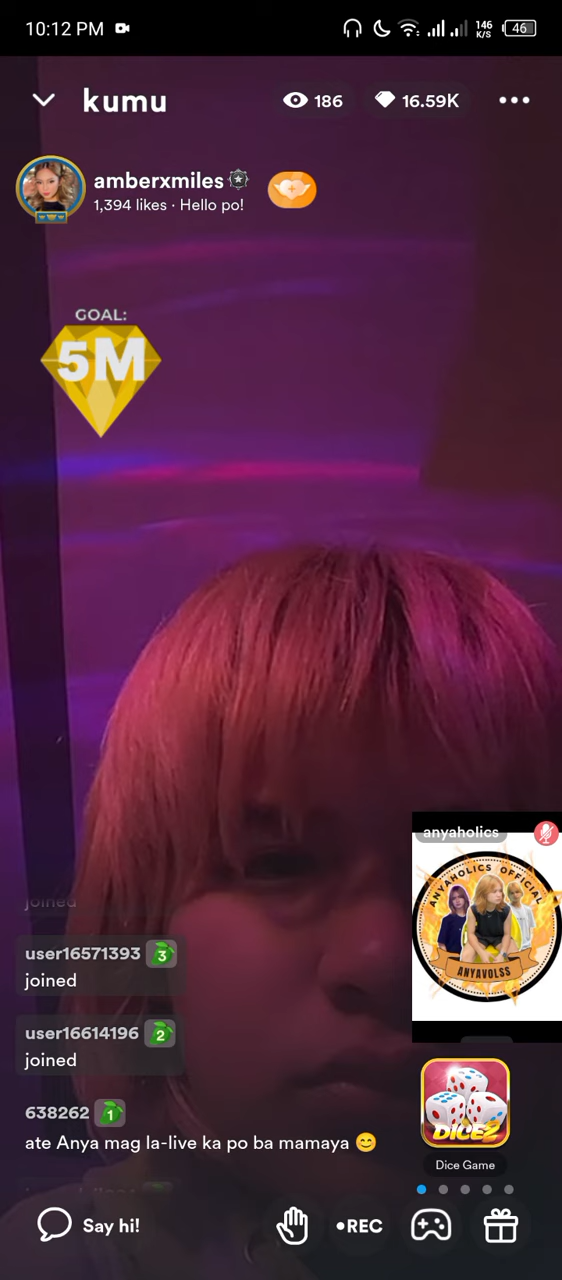 10:12 PM
146
K/S
46
kumu
186
16.59K
amberxmiles
1,394 likes · Hello po!
GOAL:
5M
anyaholics
ANYAHOLICS OFFICIAL
ANYAVOLSS
joined
user16571393 3
joined
user16614196 2
joined
638262 1
ate Anya mag la-live ka po ba mamaya 😊
DICE2
Dice Game
Say hi!
•REC